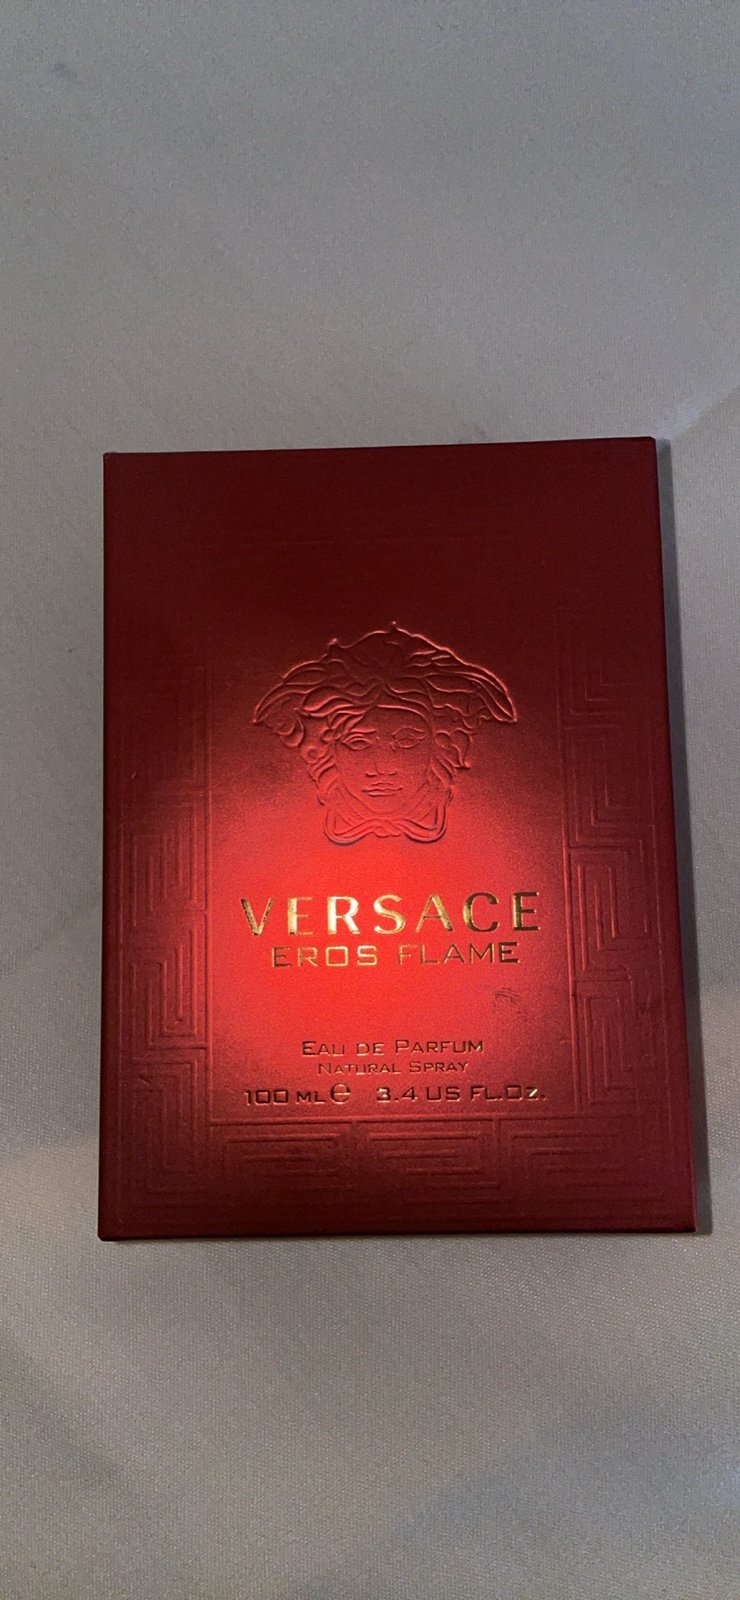 VERSACE
EROS FLAME
EAU DE PARFUM
NATURAL SPRAY
100 ML ℮ 3.4 US FL.OZ.